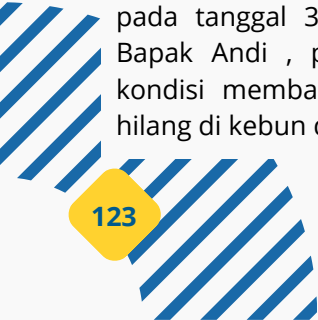 pada tanggal 3
Bapak Andi ,
kondisi memba
hilang di kebun
123